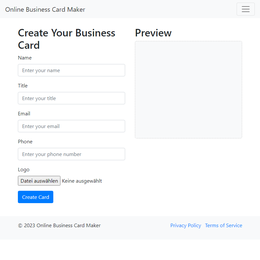 Online Business Card Maker
Create Your Business
Card
Name
Enter your name
Title
Enter your title
Email
Enter your email
Phone
Enter your phone number
Logo
Datei auswählen Keine ausgewählt
Create Card
Preview
© 2023 Online Business Card Maker
Privacy Policy Terms of Service